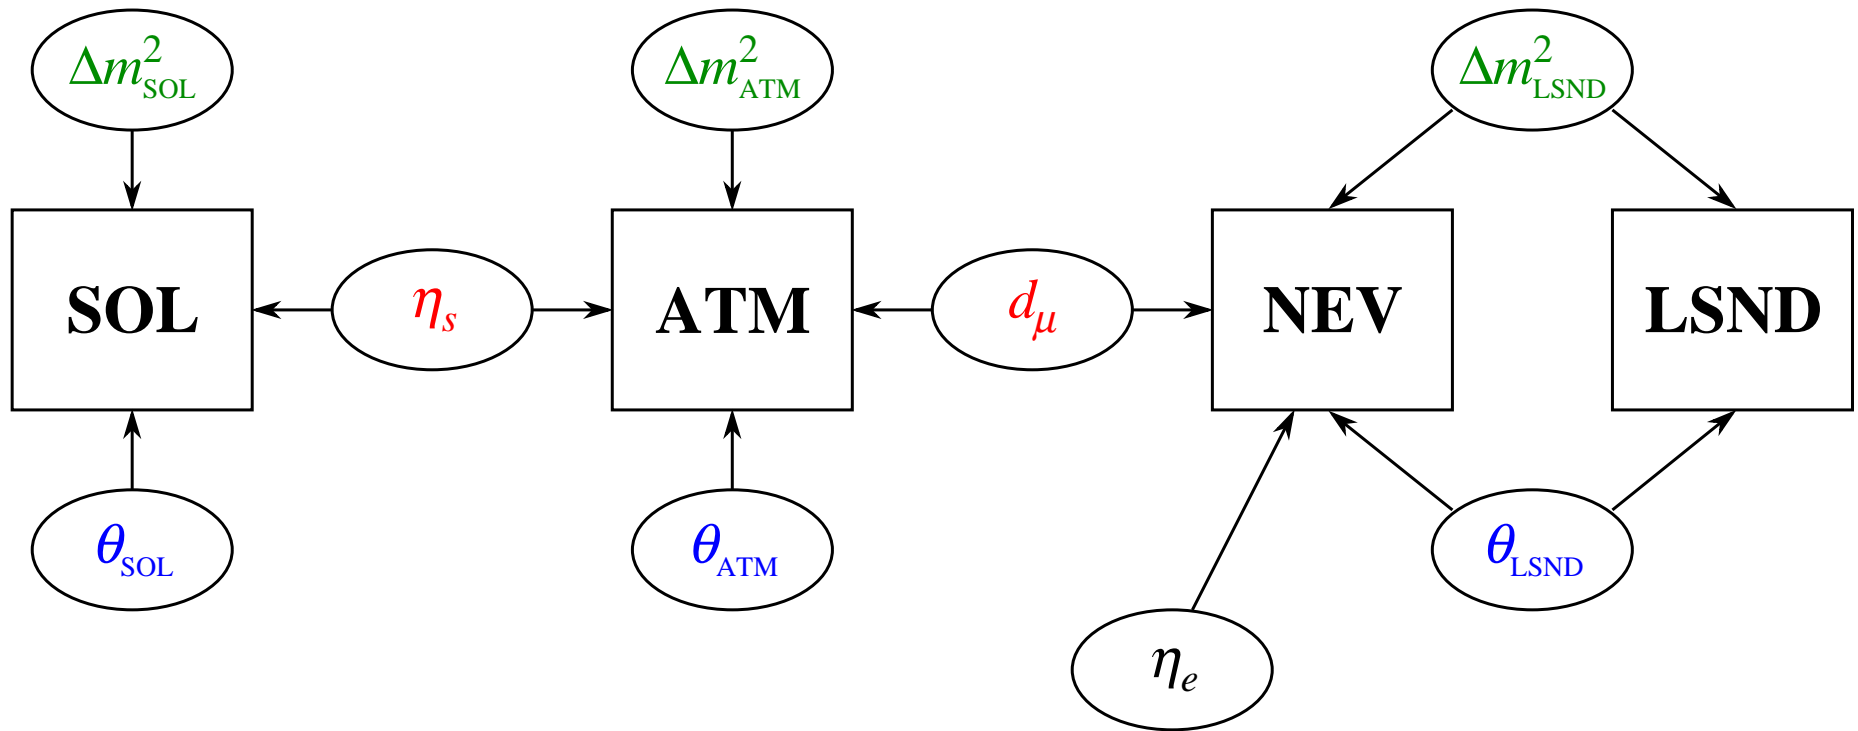 Δm²SOL Δm²ATM Δm²LSND
SOL ηs ATM dμ NEV LSND
θSOL θATM θLSND
ηe